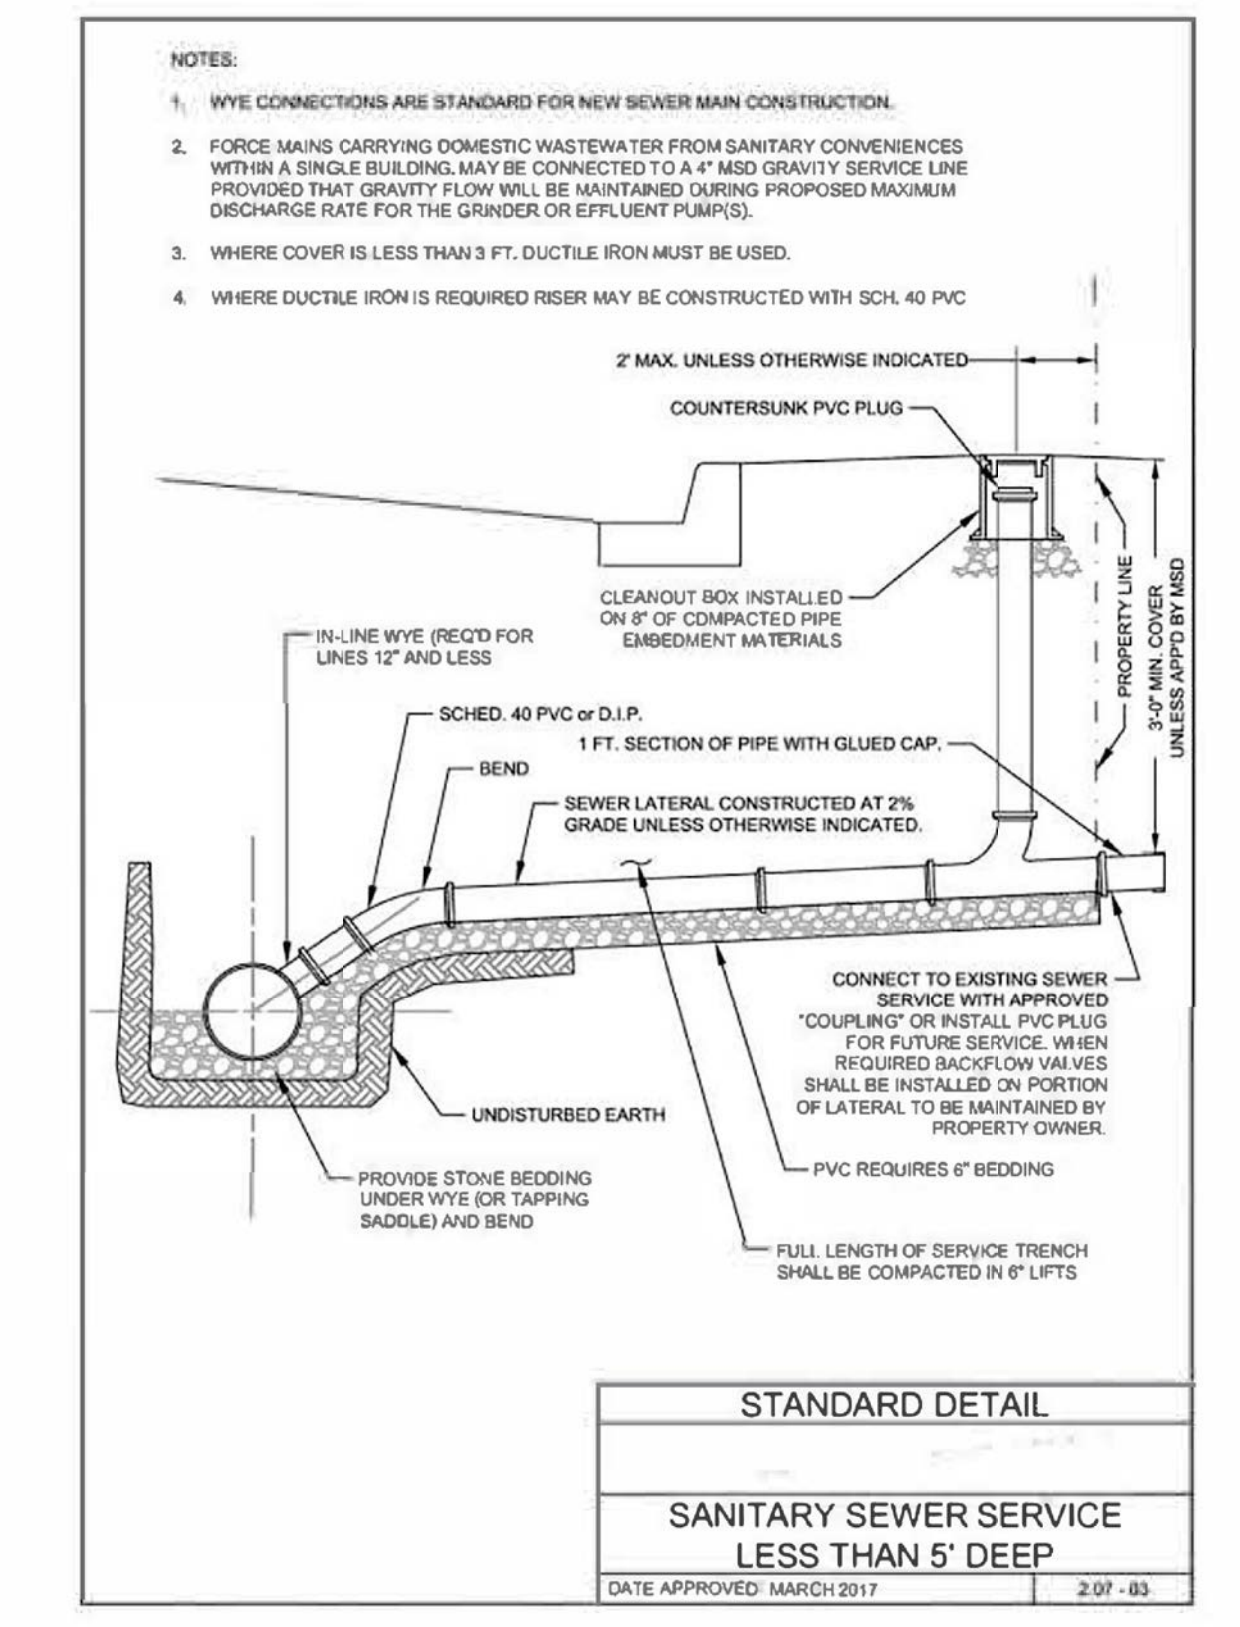 NOTES:
1. WYE CONNECTIONS ARE STANDARD FOR NEW SEWER MAIN CONSTRUCTION.
2. FORCE MAINS CARRYING DOMESTIC WASTEWATER FROM SANITARY CONVENIENCES
WITHIN A SINGLE BUILDING. MAY BE CONNECTED TO A 4" MSD GRAVITY SERVICE LINE
PROVIDED THAT GRAVITY FLOW WILL BE MAINTAINED DURING PROPOSED MAXIMUM
DISCHARGE RATE FOR THE GRINDER OR EFFLUENT PUMP(S).
3. WHERE COVER IS LESS THAN 3 FT. DUCTILE IRON MUST BE USED.
4. WHERE DUCTILE IRON IS REQUIRED RISER MAY BE CONSTRUCTED WITH SCH. 40 PVC
2' MAX. UNLESS OTHERWISE INDICATED
COUNTERSUNK PVC PLUG
CLEANOUT BOX INSTALLED
ON 8" OF COMPACTED PIPE
EMBEDMENT MATERIALS
PROPERTY LINE
3'-0" MIN. COVER
UNLESS APP'D BY MSD
IN-LINE WYE (REQ'D FOR
LINES 12" AND LESS
SCHED. 40 PVC or D.I.P.
1 FT. SECTION OF PIPE WITH GLUED CAP.
BEND
SEWER LATERAL CONSTRUCTED AT 2%
GRADE UNLESS OTHERWISE INDICATED.
CONNECT TO EXISTING SEWER
SERVICE WITH APPROVED
"COUPLING" OR INSTALL PVC PLUG
FOR FUTURE SERVICE. WHEN
REQUIRED BACKFLOW VALVES
SHALL BE INSTALLED ON PORTION
OF LATERAL TO BE MAINTAINED BY
PROPERTY OWNER.
UNDISTURBED EARTH
PVC REQUIRES 6" BEDDING
PROVIDE STONE BEDDING
UNDER WYE (OR TAPPING
SADDLE) AND BEND
FULL LENGTH OF SERVICE TRENCH
SHALL BE COMPACTED IN 6" LIFTS
STANDARD DETAIL
SANITARY SEWER SERVICE
LESS THAN 5' DEEP
DATE APPROVED MARCH 2017
2.07 - 03